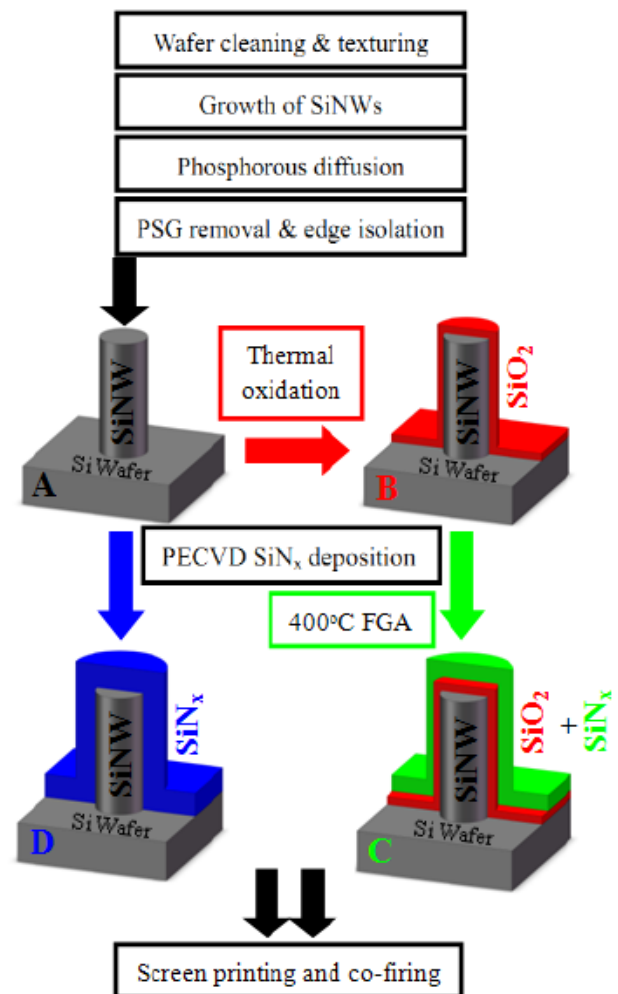 Wafer cleaning & texturing
Growth of SiNWs
Phosphorous diffusion
PSG removal & edge isolation
Thermal
oxidation
SiNW
Si Wafer
A
SiNW
SiO₂
Si Wafer
B
PECVD SiNₓ deposition
400ºC FGA
SiNW
SiNₓ
Si Wafer
D
SiNW
SiO₂ + SiNₓ
Si Wafer
C
Screen printing and co-firing